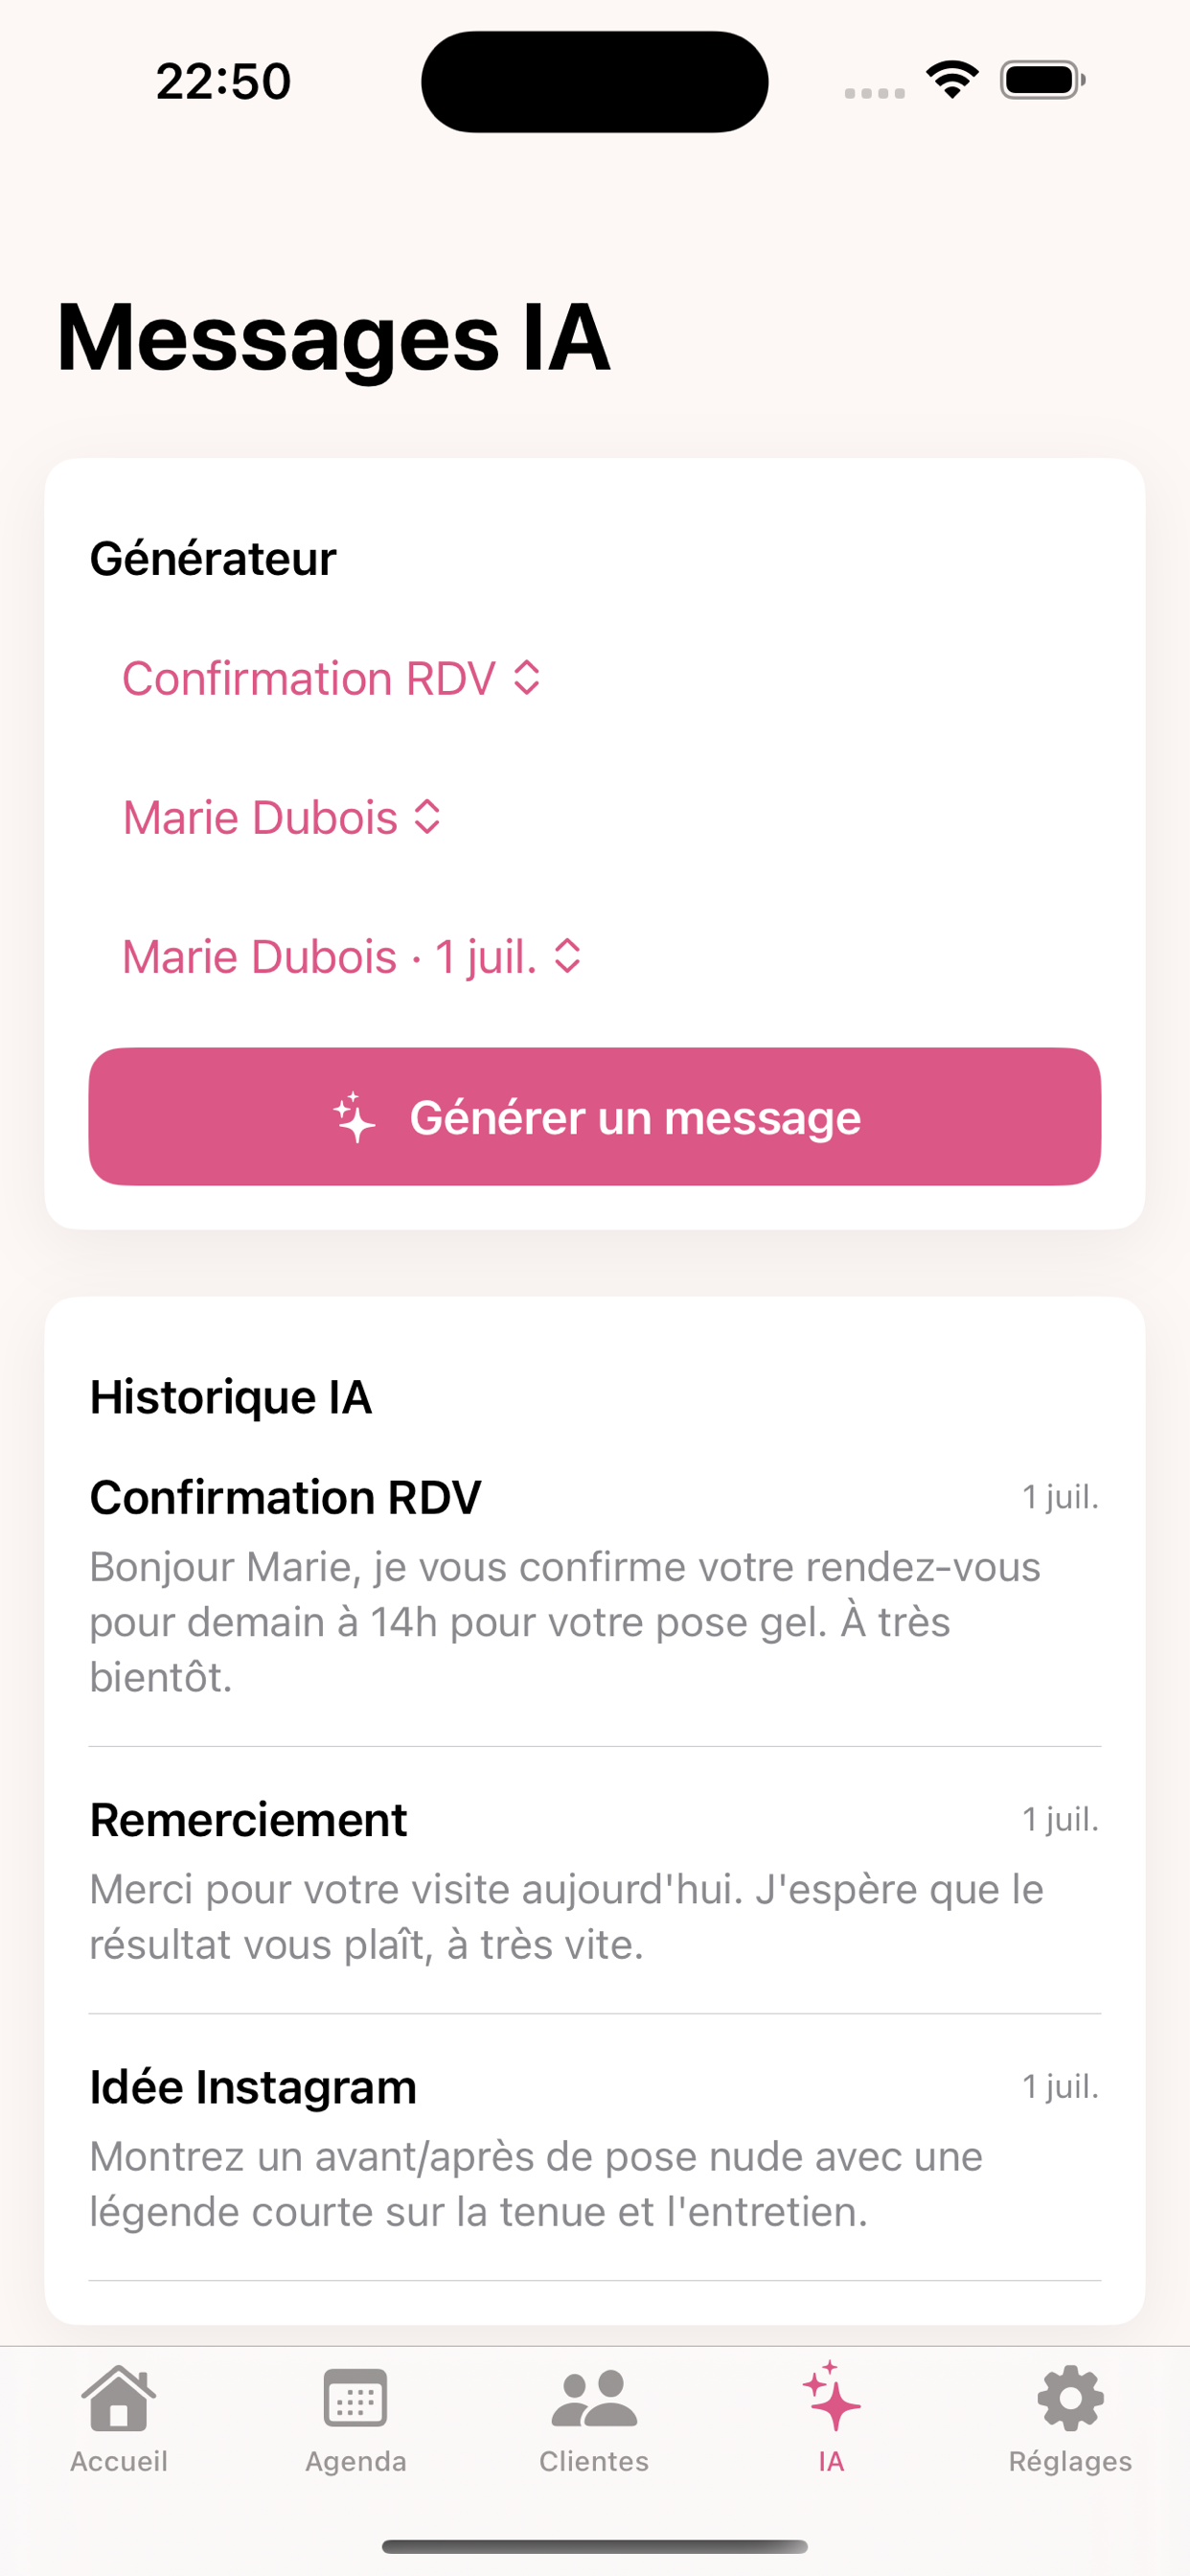 22:50
Messages IA
Générateur
Confirmation RDV
Marie Dubois
Marie Dubois · 1 juil.
Générer un message
Historique IA
Confirmation RDV 1 juil.
Bonjour Marie, je vous confirme votre rendez-vous
pour demain à 14h pour votre pose gel. À très
bientôt.
Remerciement 1 juil.
Merci pour votre visite aujourd'hui. J'espère que le
résultat vous plaît, à très vite.
Idée Instagram 1 juil.
Montrez un avant/après de pose nude avec une
légende courte sur la tenue et l'entretien.
Accueil Agenda Clientes IA Réglages